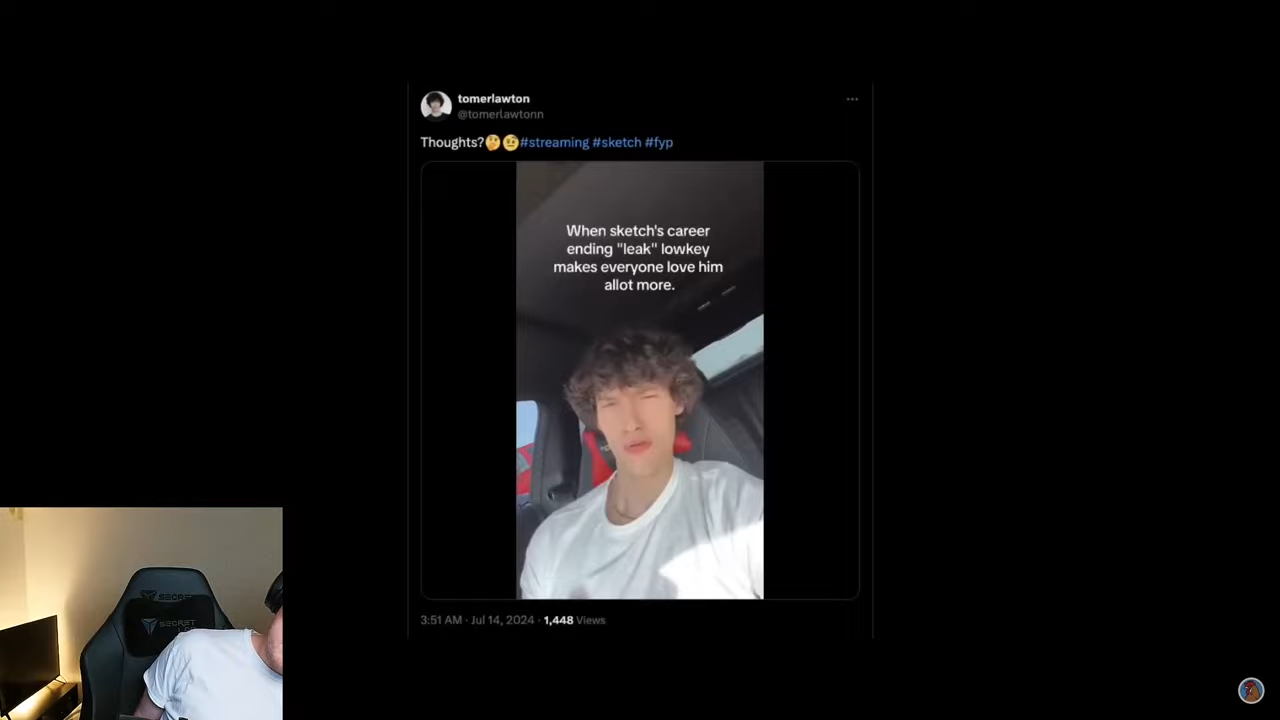 tomerlawton
@tomerlawtonn
Thoughts?🤔🤨#streaming #sketch #fyp
When sketch's career
ending "leak" lowkey
makes everyone love him
allot more.
3:51 AM · Jul 14, 2024 · 1,448 Views